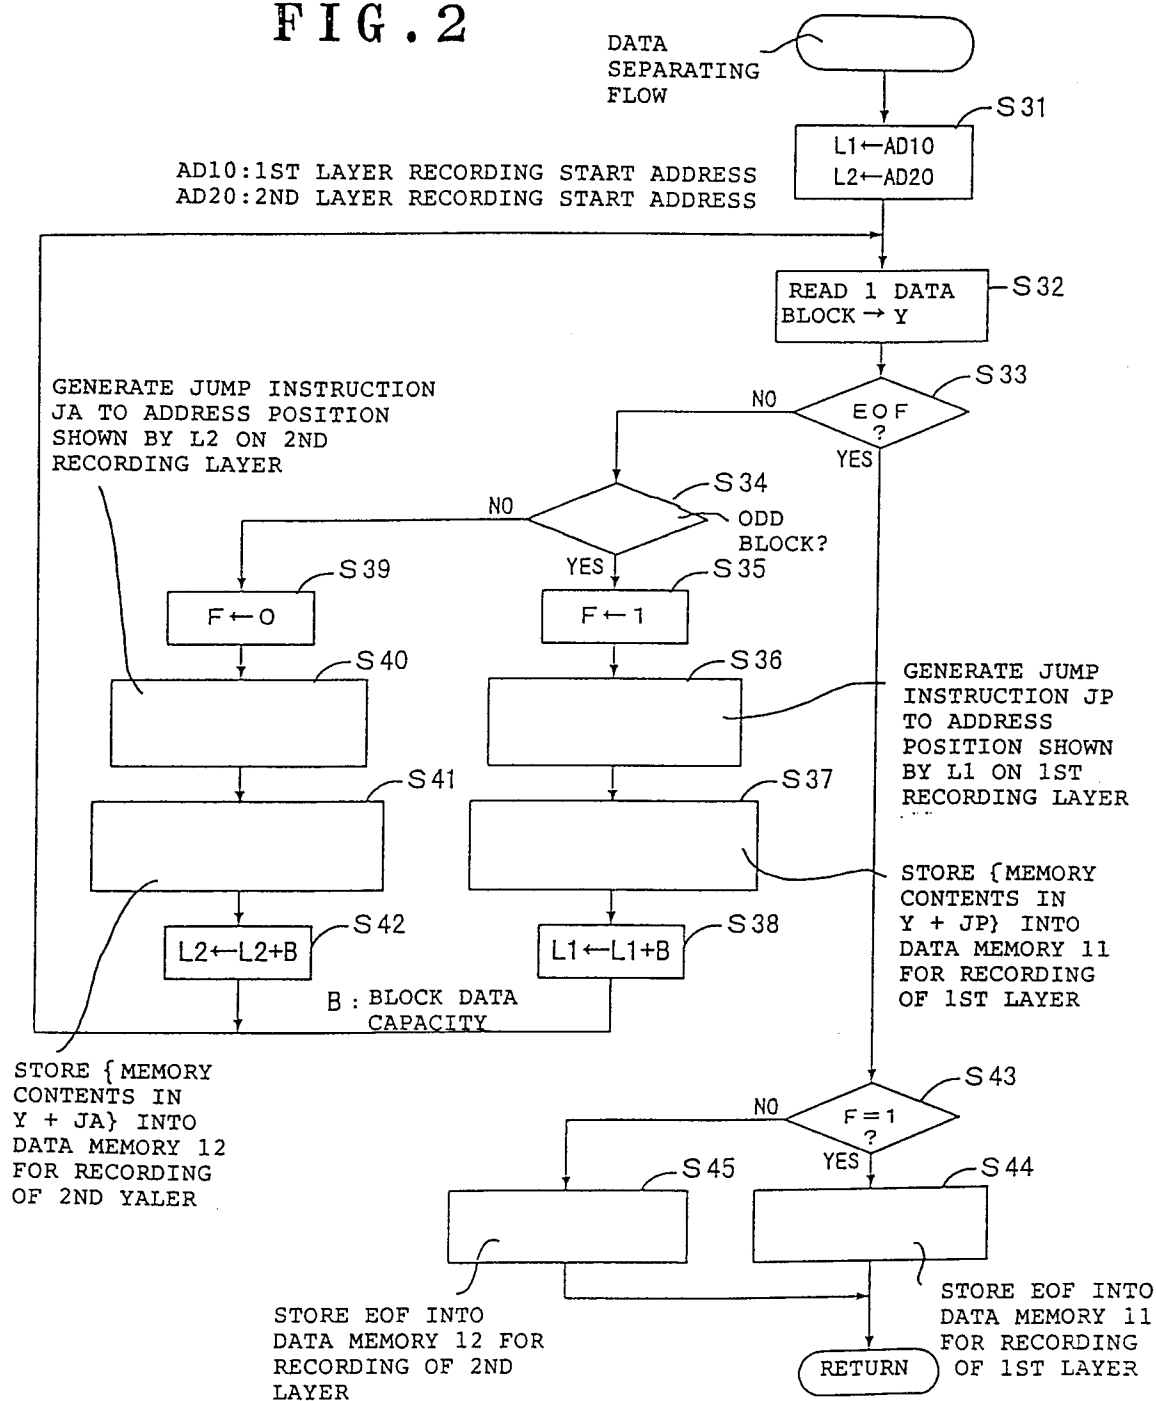 FIG.2
DATA
SEPARATING
FLOW
S31
L1←AD10
L2←AD20
AD10:1ST LAYER RECORDING START ADDRESS
AD20:2ND LAYER RECORDING START ADDRESS
READ 1 DATA
BLOCK → Y
S32
S33
EOF
?
NO
YES
GENERATE JUMP INSTRUCTION
JA TO ADDRESS POSITION
SHOWN BY L2 ON 2ND
RECORDING LAYER
S34
NO
ODD
BLOCK?
YES
S39
F←0
S35
F←1
S40
S36
GENERATE JUMP
INSTRUCTION JP
TO ADDRESS
POSITION SHOWN
BY L1 ON 1ST
RECORDING LAYER
S41
S37
STORE {MEMORY
CONTENTS IN
Y + JP} INTO
DATA MEMORY 11
FOR RECORDING
OF 1ST LAYER
S42
L2←L2+B
S38
L1←L1+B
B: BLOCK DATA
CAPACITY
STORE {MEMORY
CONTENTS IN
Y + JA} INTO
DATA MEMORY 12
FOR RECORDING
OF 2ND YALER
S43
F=1
?
NO
YES
S45
S44
STORE EOF INTO
DATA MEMORY 12 FOR
RECORDING OF 2ND
LAYER
STORE EOF INTO
DATA MEMORY 11
FOR RECORDING
OF 1ST LAYER
RETURN